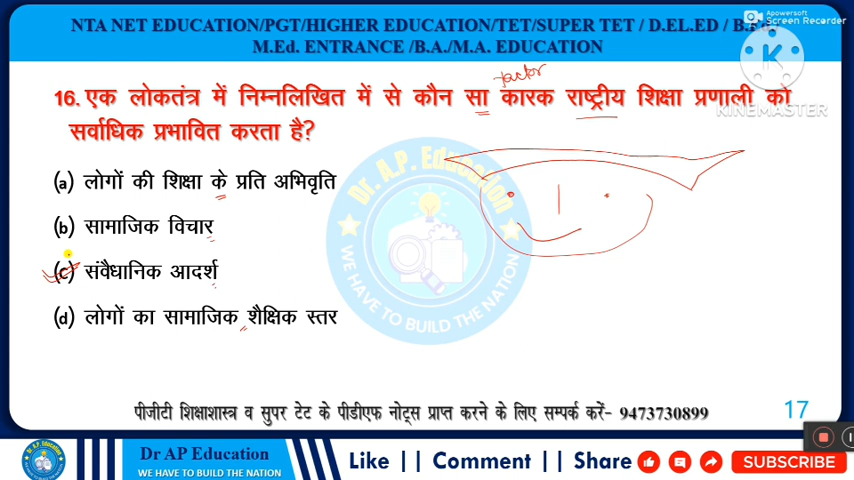 NTA NET EDUCATION/PGT/HIGHER EDUCATION/TET/SUPER TET / D.EL.ED /
M.Ed. ENTRANCE /B.A./M.A. EDUCATION
Apowersoft
Screen Recorder
KINEMASTER
factor
16. एक लोकतंत्र में निम्नलिखित में से कौन सा कारक राष्ट्रीय शिक्षा प्रणाली को
सर्वाधिक प्रभावित करता है?
(a) लोगों की शिक्षा के प्रति अभिवृति
(b) सामाजिक विचार
(c) संवैधानिक आदर्श
(d) लोगों का सामाजिक शैक्षिक स्तर
Dr. A.P. Education
WE HAVE TO BUILD THE NATION
पीजीटी शिक्षाशास्त्र व सुपर टेट के पीडीएफ नोट्स प्राप्त करने के लिए सम्पर्क करें- 9473730899
17
Dr AP Education
WE HAVE TO BUILD THE NATION
Like || Comment || Share
SUBSCRIBE